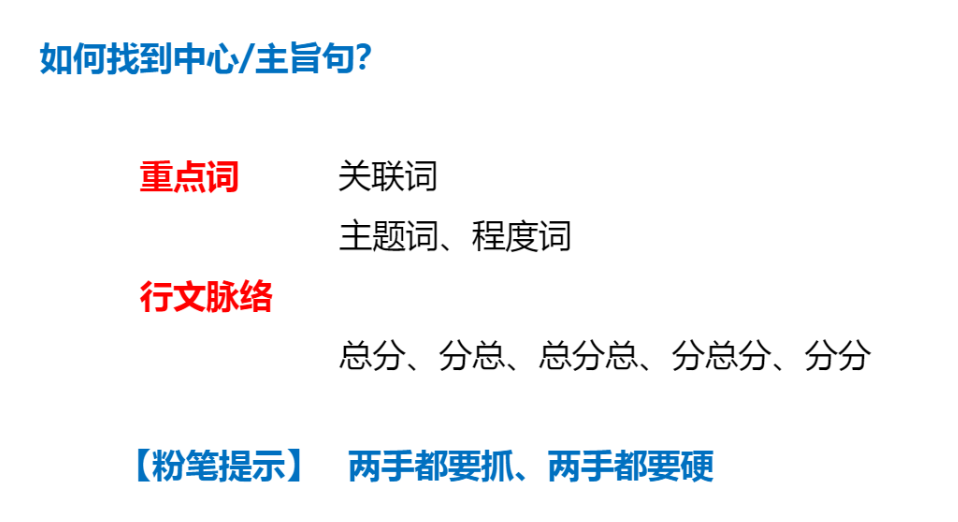 如何找到中心/主旨句？
重点词 关联词
主题词、程度词
行文脉络
总分、分总、总分总、分总分、分分
【粉笔提示】 两手都要抓、两手都要硬